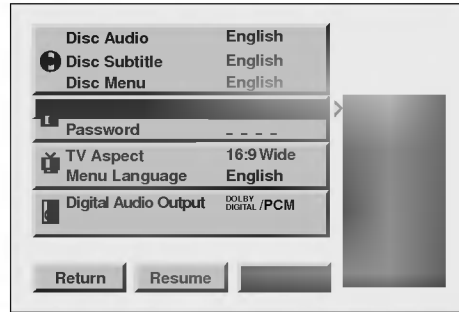 Disc Audio English
Disc Subtitle English
Disc Menu English
Password _ _ _ _
TV Aspect 16:9 Wide
Menu Language English
Digital Audio Output DOLBY DIGITAL /PCM
Return Resume